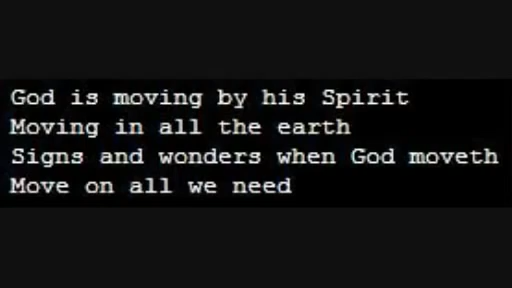 God is moving by his Spirit
Moving in all the earth
Signs and wonders when God moveth
Move on all we need